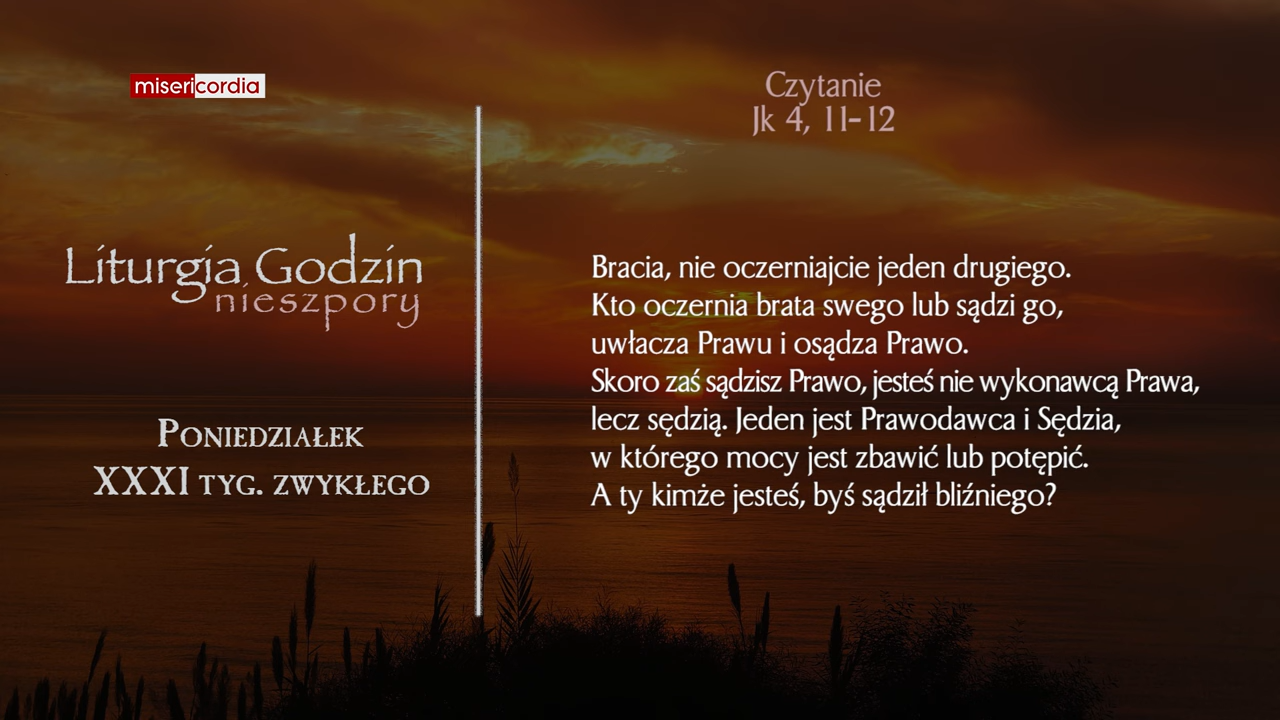 misericordia
Liturgia Godzin
nieszpory
Poniedziałek
XXXI tyg. zwykłego
Czytanie
Jk 4, 11-12
Bracia, nie oczerniajcie jeden drugiego.
Kto oczernia brata swego lub sądzi go,
uwłacza Prawu i osądza Prawo.
Skoro zaś sądzisz Prawo, jesteś nie wykonawcą Prawa,
lecz sędzią. Jeden jest Prawodawca i Sędzia,
w którego mocy jest zbawić lub potępić.
A ty kimże jesteś, byś sądził bliźniego?